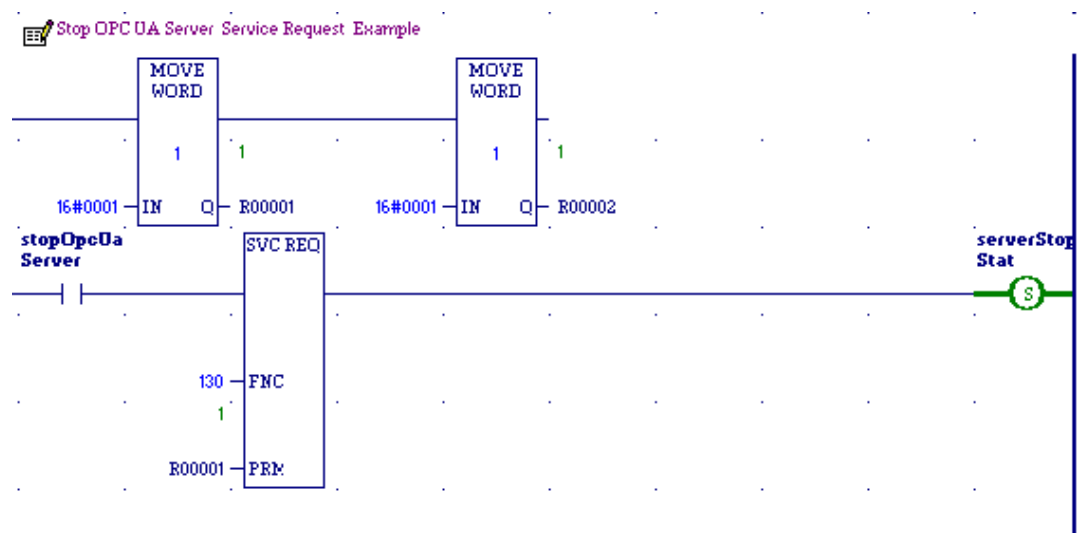 Stop OPC UA Server Service Request Example
MOVE
WORD
MOVE
WORD
1
1
1
1
16#0001
IN
Q
R00001
16#0001
IN
Q
R00002
stopOpcUa
Server
SVC REQ
serverStop
Stat
S
130
FNC
1
R00001
PRM